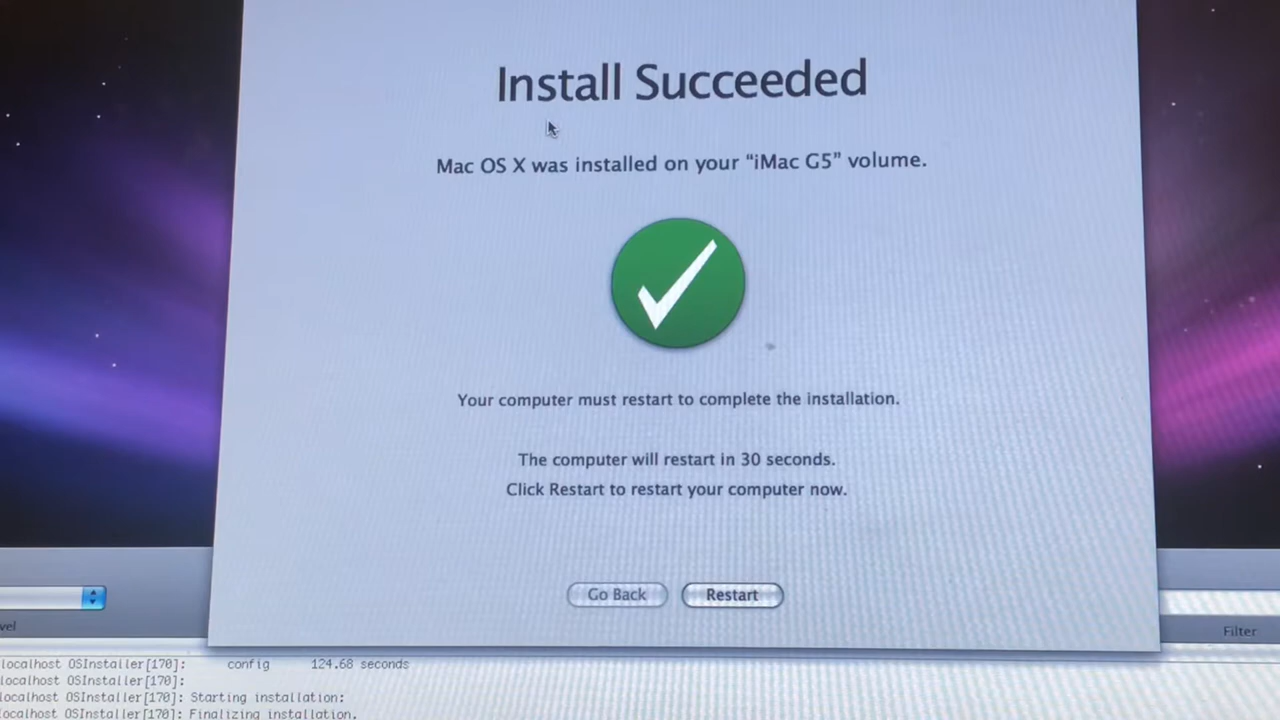 Install Succeeded
Mac OS X was installed on your “iMac G5” volume.
Your computer must restart to complete the installation.
The computer will restart in 30 seconds.
Click Restart to restart your computer now.
Go Back Restart
vel
Filter
localhost OSInstaller[170]: config 124.68 seconds
localhost OSInstaller[170]:
localhost OSInstaller[170]: Starting installation:
localhost OSInstaller[170]: Finalizing installation.